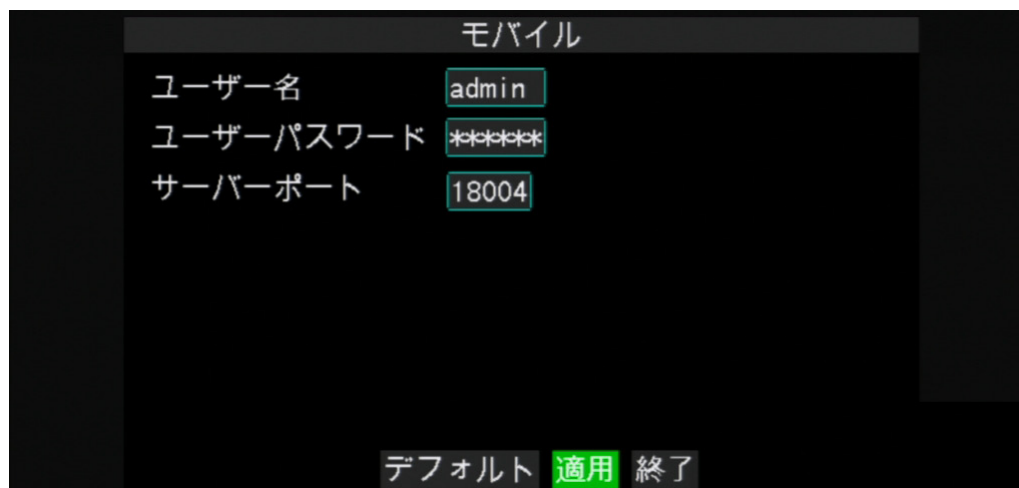 モバイル
ユーザー名 admin
ユーザーパスワード ******
サーバーポート 18004
デフォルト 適用 終了